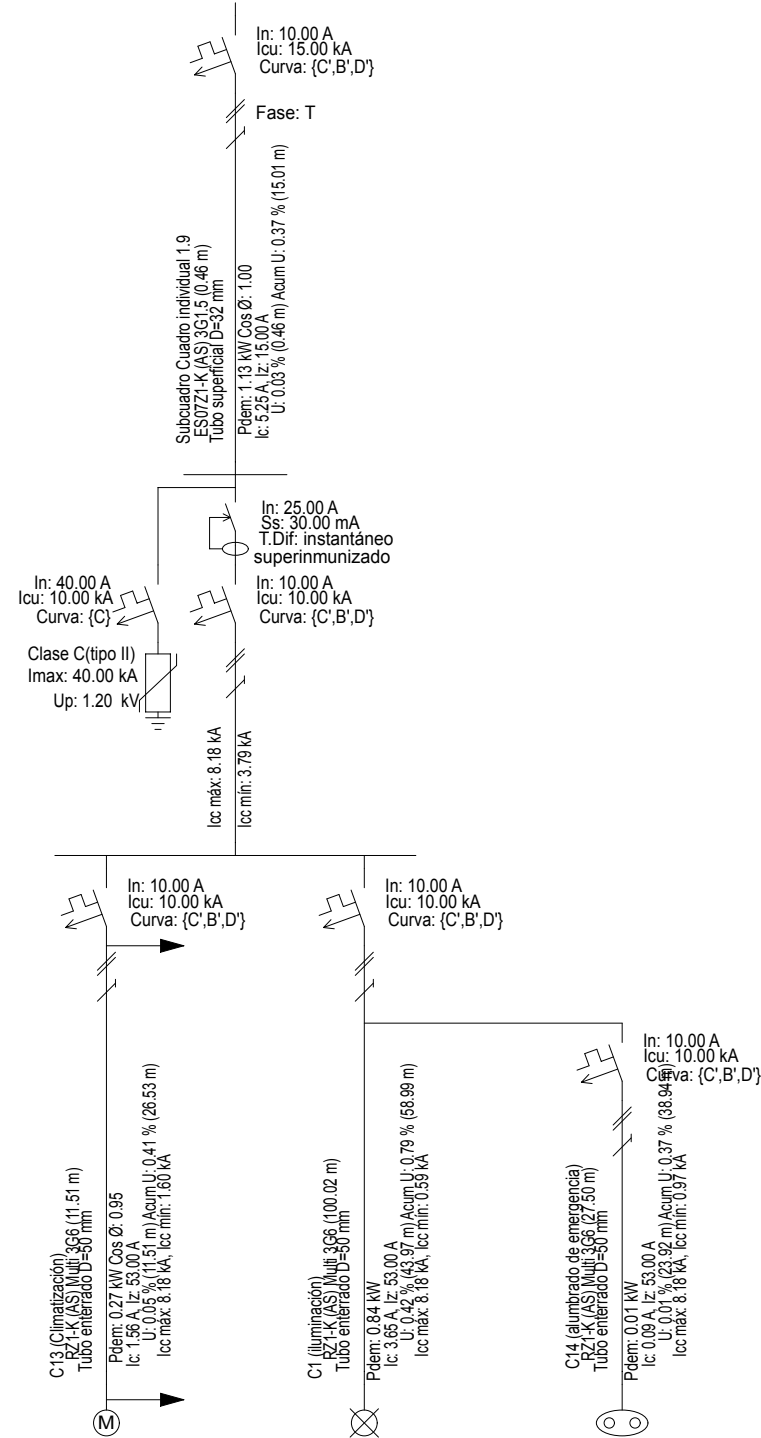 In: 10.00 A
Icu: 15.00 kA
Curva: {C',B',D'}
Fase: T
Subcuadro Cuadro individual 1.9
ES07Z1-K (AS) 3G1.5 (0.46 m)
Tubo superficial D=32 mm
Pdem: 1.13 kW Cos Ø: 1.00
Ic: 5.25 A, Iz: 15.00 A
U: 0.03 % (0.46 m) Acum U: 0.37 % (15.01 m)
In: 25.00 A
Ss: 30.00 mA
T.Dif: instantáneo
superinmunizado
In: 40.00 A
Icu: 10.00 kA
Curva: {C}
In: 10.00 A
Icu: 10.00 kA
Curva: {C',B',D'}
Clase C(tipo II)
Imax: 40.00 kA
Up: 1.20 kV
Icc máx: 8.18 kA
Icc mín: 3.79 kA
In: 10.00 A
Icu: 10.00 kA
Curva: {C',B',D'}
In: 10.00 A
Icu: 10.00 kA
Curva: {C',B',D'}
In: 10.00 A
Icu: 10.00 kA
Curva: {C',B',D'}
C13 (Climatización)
RZ1-K (AS) Multi 3G6 (11.51 m)
Tubo enterrado D=50 mm
Pdem: 0.27 kW Cos Ø: 0.95
Ic: 1.56 A, Iz: 53.00 A
U: 0.05 % (11.51 m) Acum U: 0.41 % (26.53 m)
Icc máx: 8.18 kA, Icc mín: 1.60 kA
M
C1 (iluminación)
RZ1-K (AS) Multi 3G6 (100.02 m)
Tubo enterrado D=50 mm
Pdem: 0.84 kW
Ic: 3.65 A, Iz: 53.00 A
U: 0.42 % (43.97 m) Acum U: 0.79 % (58.99 m)
Icc máx: 8.18 kA, Icc mín: 0.59 kA
C14 (alumbrado de emergencia)
RZ1-K (AS) Multi 3G6 (27.50 m)
Tubo enterrado D=50 mm
Pdem: 0.01 kW
Ic: 0.09 A, Iz: 53.00 A
U: 0.01 % (23.92 m) Acum U: 0.37 % (38.94 m)
Icc máx: 8.18 kA, Icc mín: 0.97 kA